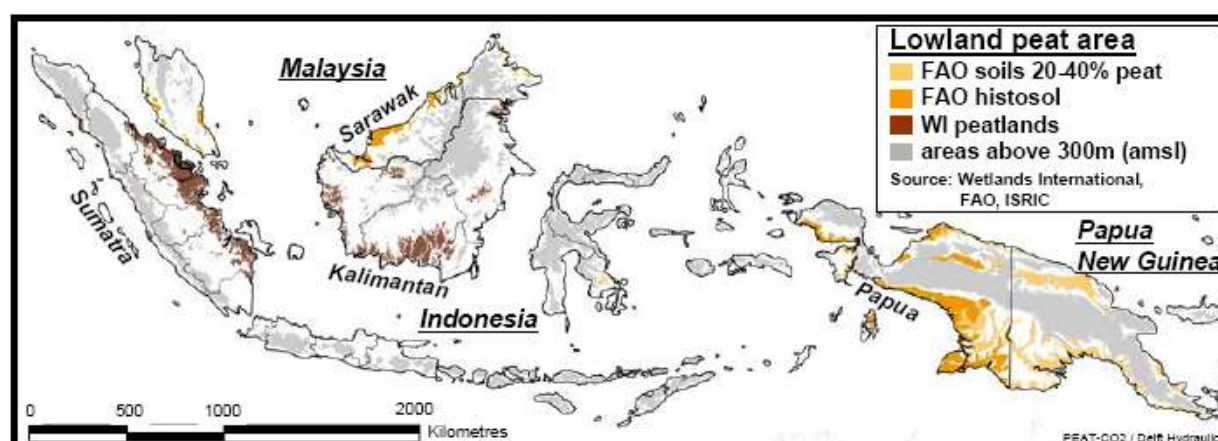 Lowland peat area
FAO soils 20-40% peat
FAO histosol
WI peatlands
areas above 300m (amsl)
Source: Wetlands International,
FAO, ISRIC
Malaysia
Sarawak
Sumatra
Kalimantan
Indonesia
Papua
Papua
New Guinea
0 500 1000 2000
Kilometres
PEAT-CO2 / Delft Hydraulic